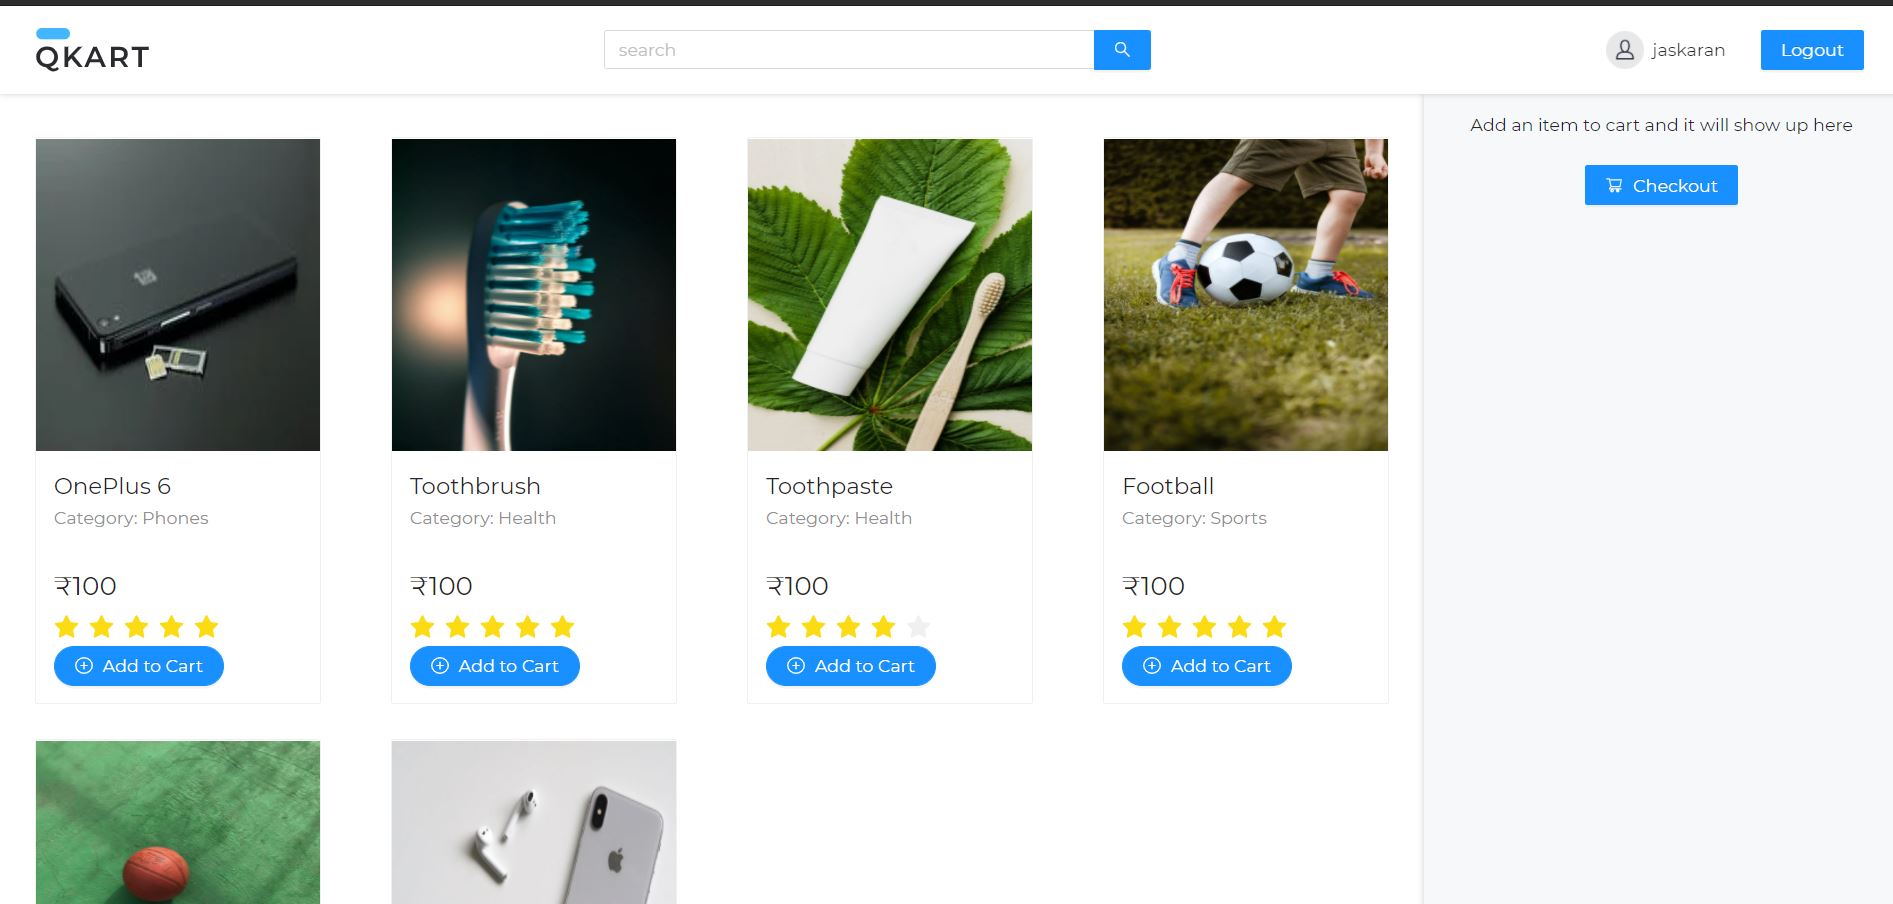 QKART
search
jaskaran
Logout
Add an item to cart and it will show up here
Checkout
OnePlus 6
Category: Phones
₹100
Add to Cart
Toothbrush
Category: Health
₹100
Add to Cart
Toothpaste
Category: Health
₹100
Add to Cart
Football
Category: Sports
₹100
Add to Cart